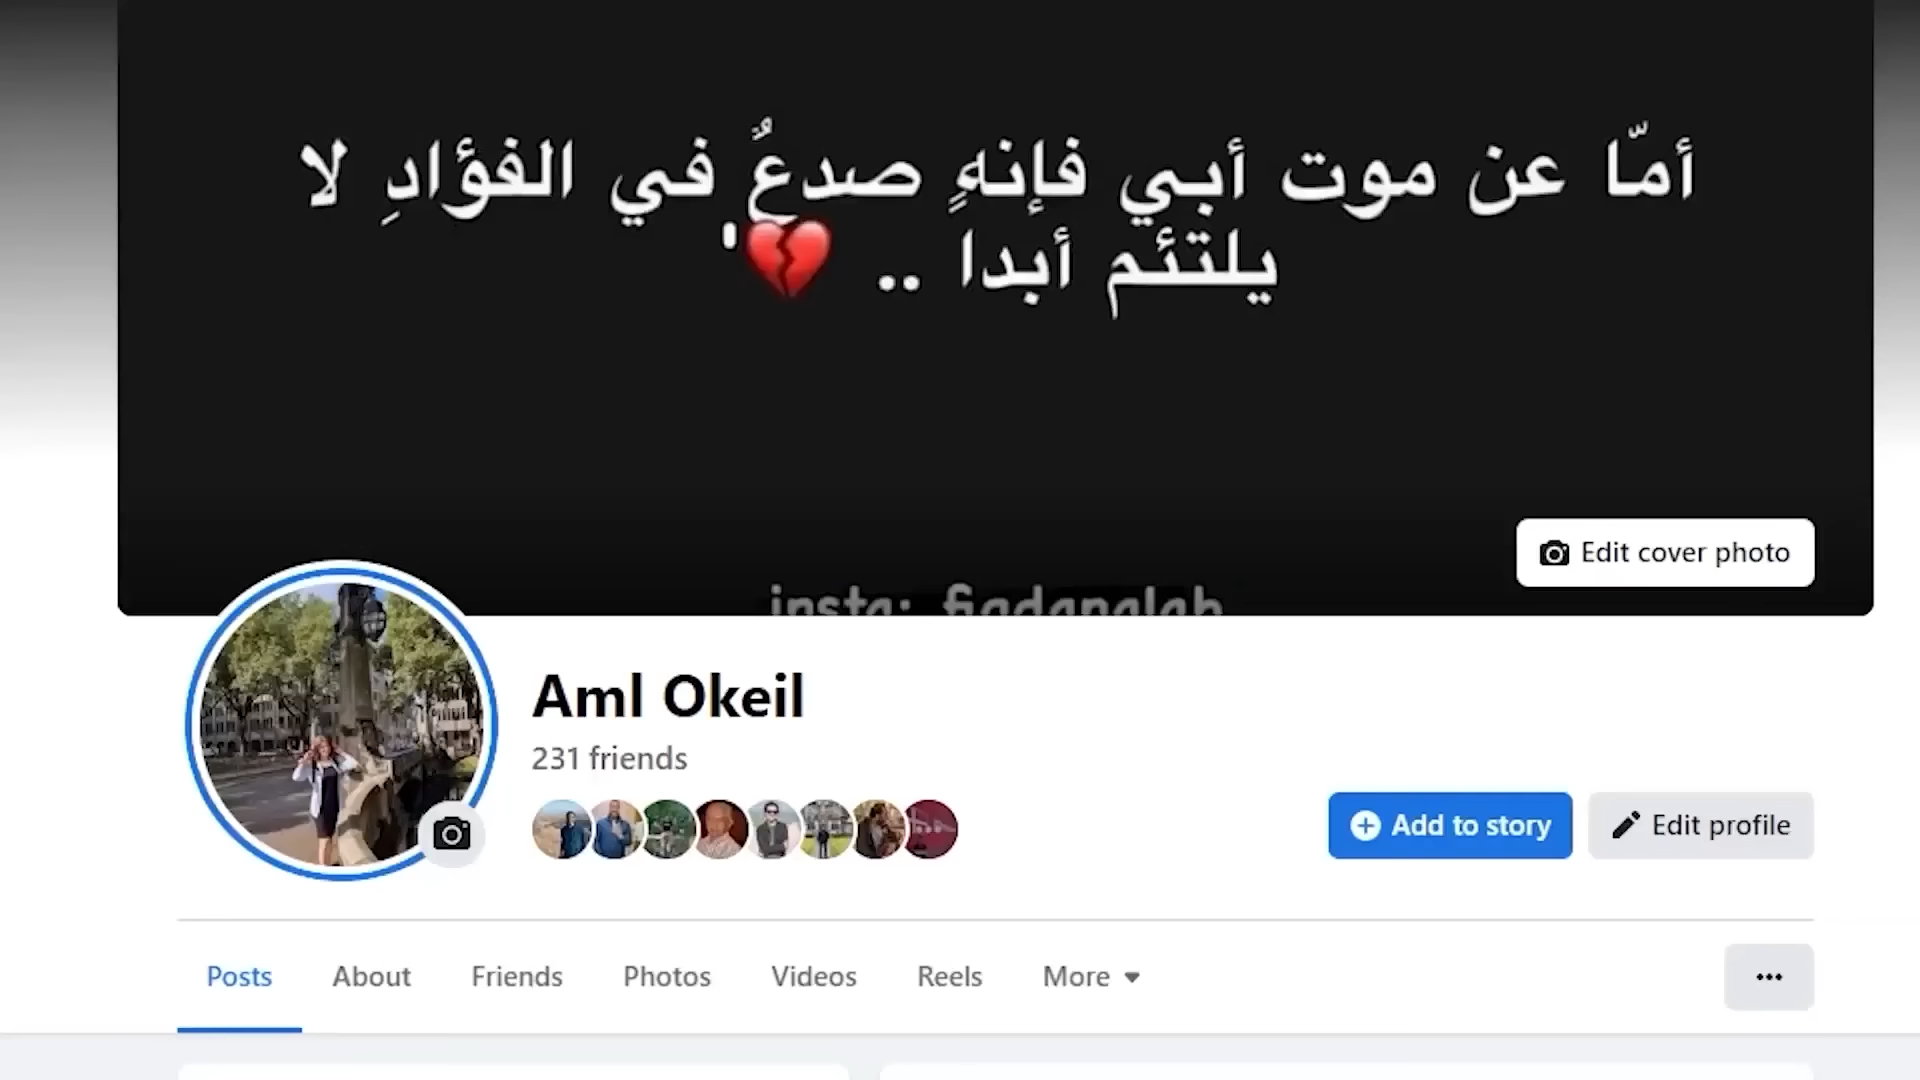 أمّا عن موت أبي فإنهٍ صدعٌ في الفؤادِ لا
يلتئم أبدا .. 💔'
Edit cover photo
Aml Okeil
231 friends
Add to story
Edit profile
Posts
About
Friends
Photos
Videos
Reels
More